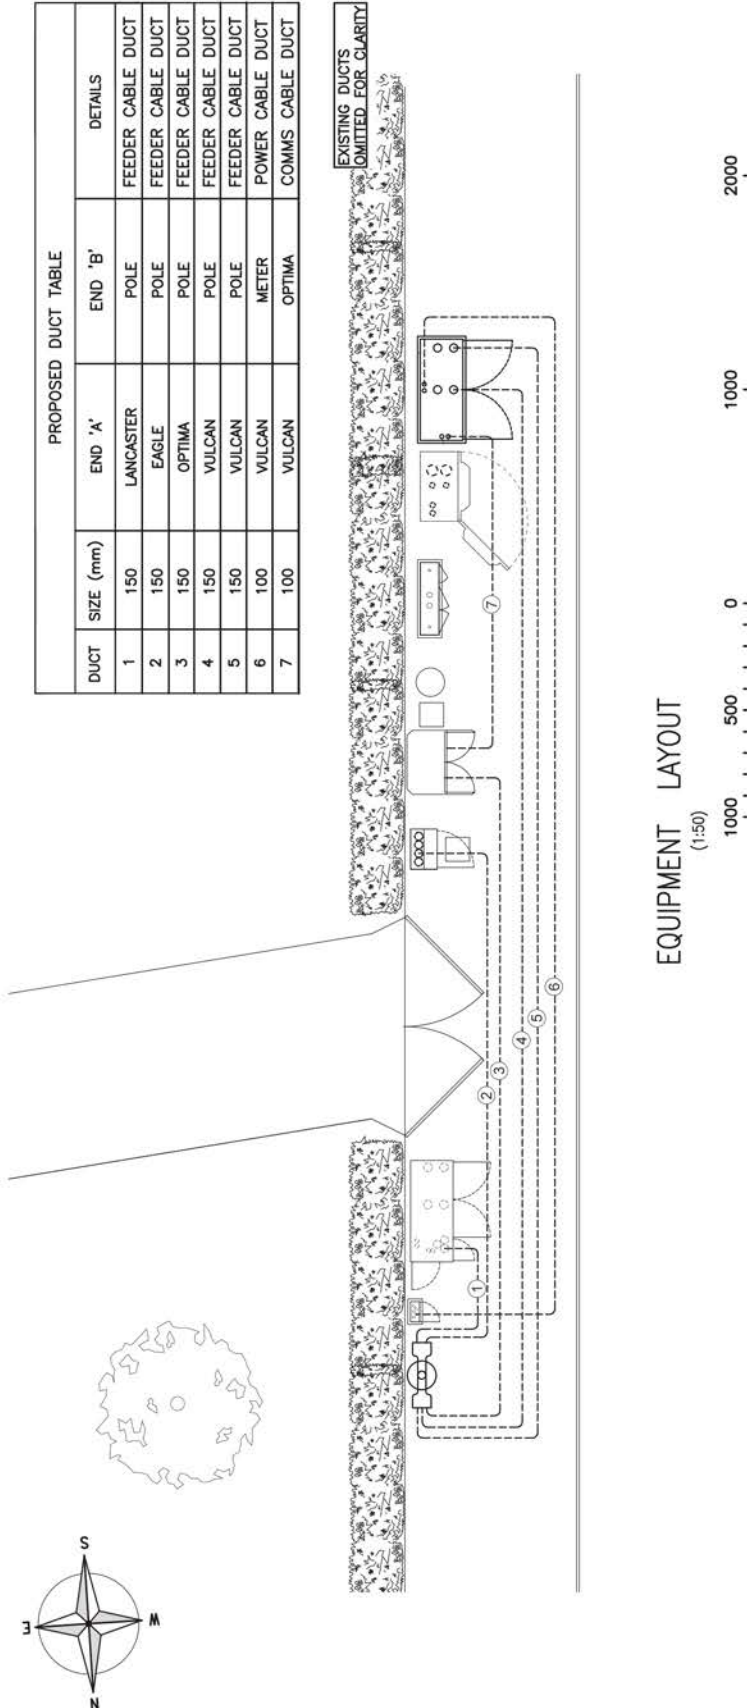 PROPOSED DUCT TABLE
DUCT SIZE (mm) END 'A' END 'B' DETAILS
1 150 LANCASTER POLE FEEDER CABLE DUCT
2 150 EAGLE POLE FEEDER CABLE DUCT
3 150 OPTIMA POLE FEEDER CABLE DUCT
4 150 VULCAN POLE FEEDER CABLE DUCT
5 150 VULCAN POLE FEEDER CABLE DUCT
6 100 VULCAN METER POWER CABLE DUCT
7 100 VULCAN OPTIMA COMMS CABLE DUCT
EXISTING DUCTS
OMITTED FOR CLARITY
N
E
S
W
1
2
3
4
5
6
7
EQUIPMENT LAYOUT
(1:50)
1000 500 0 1000 2000